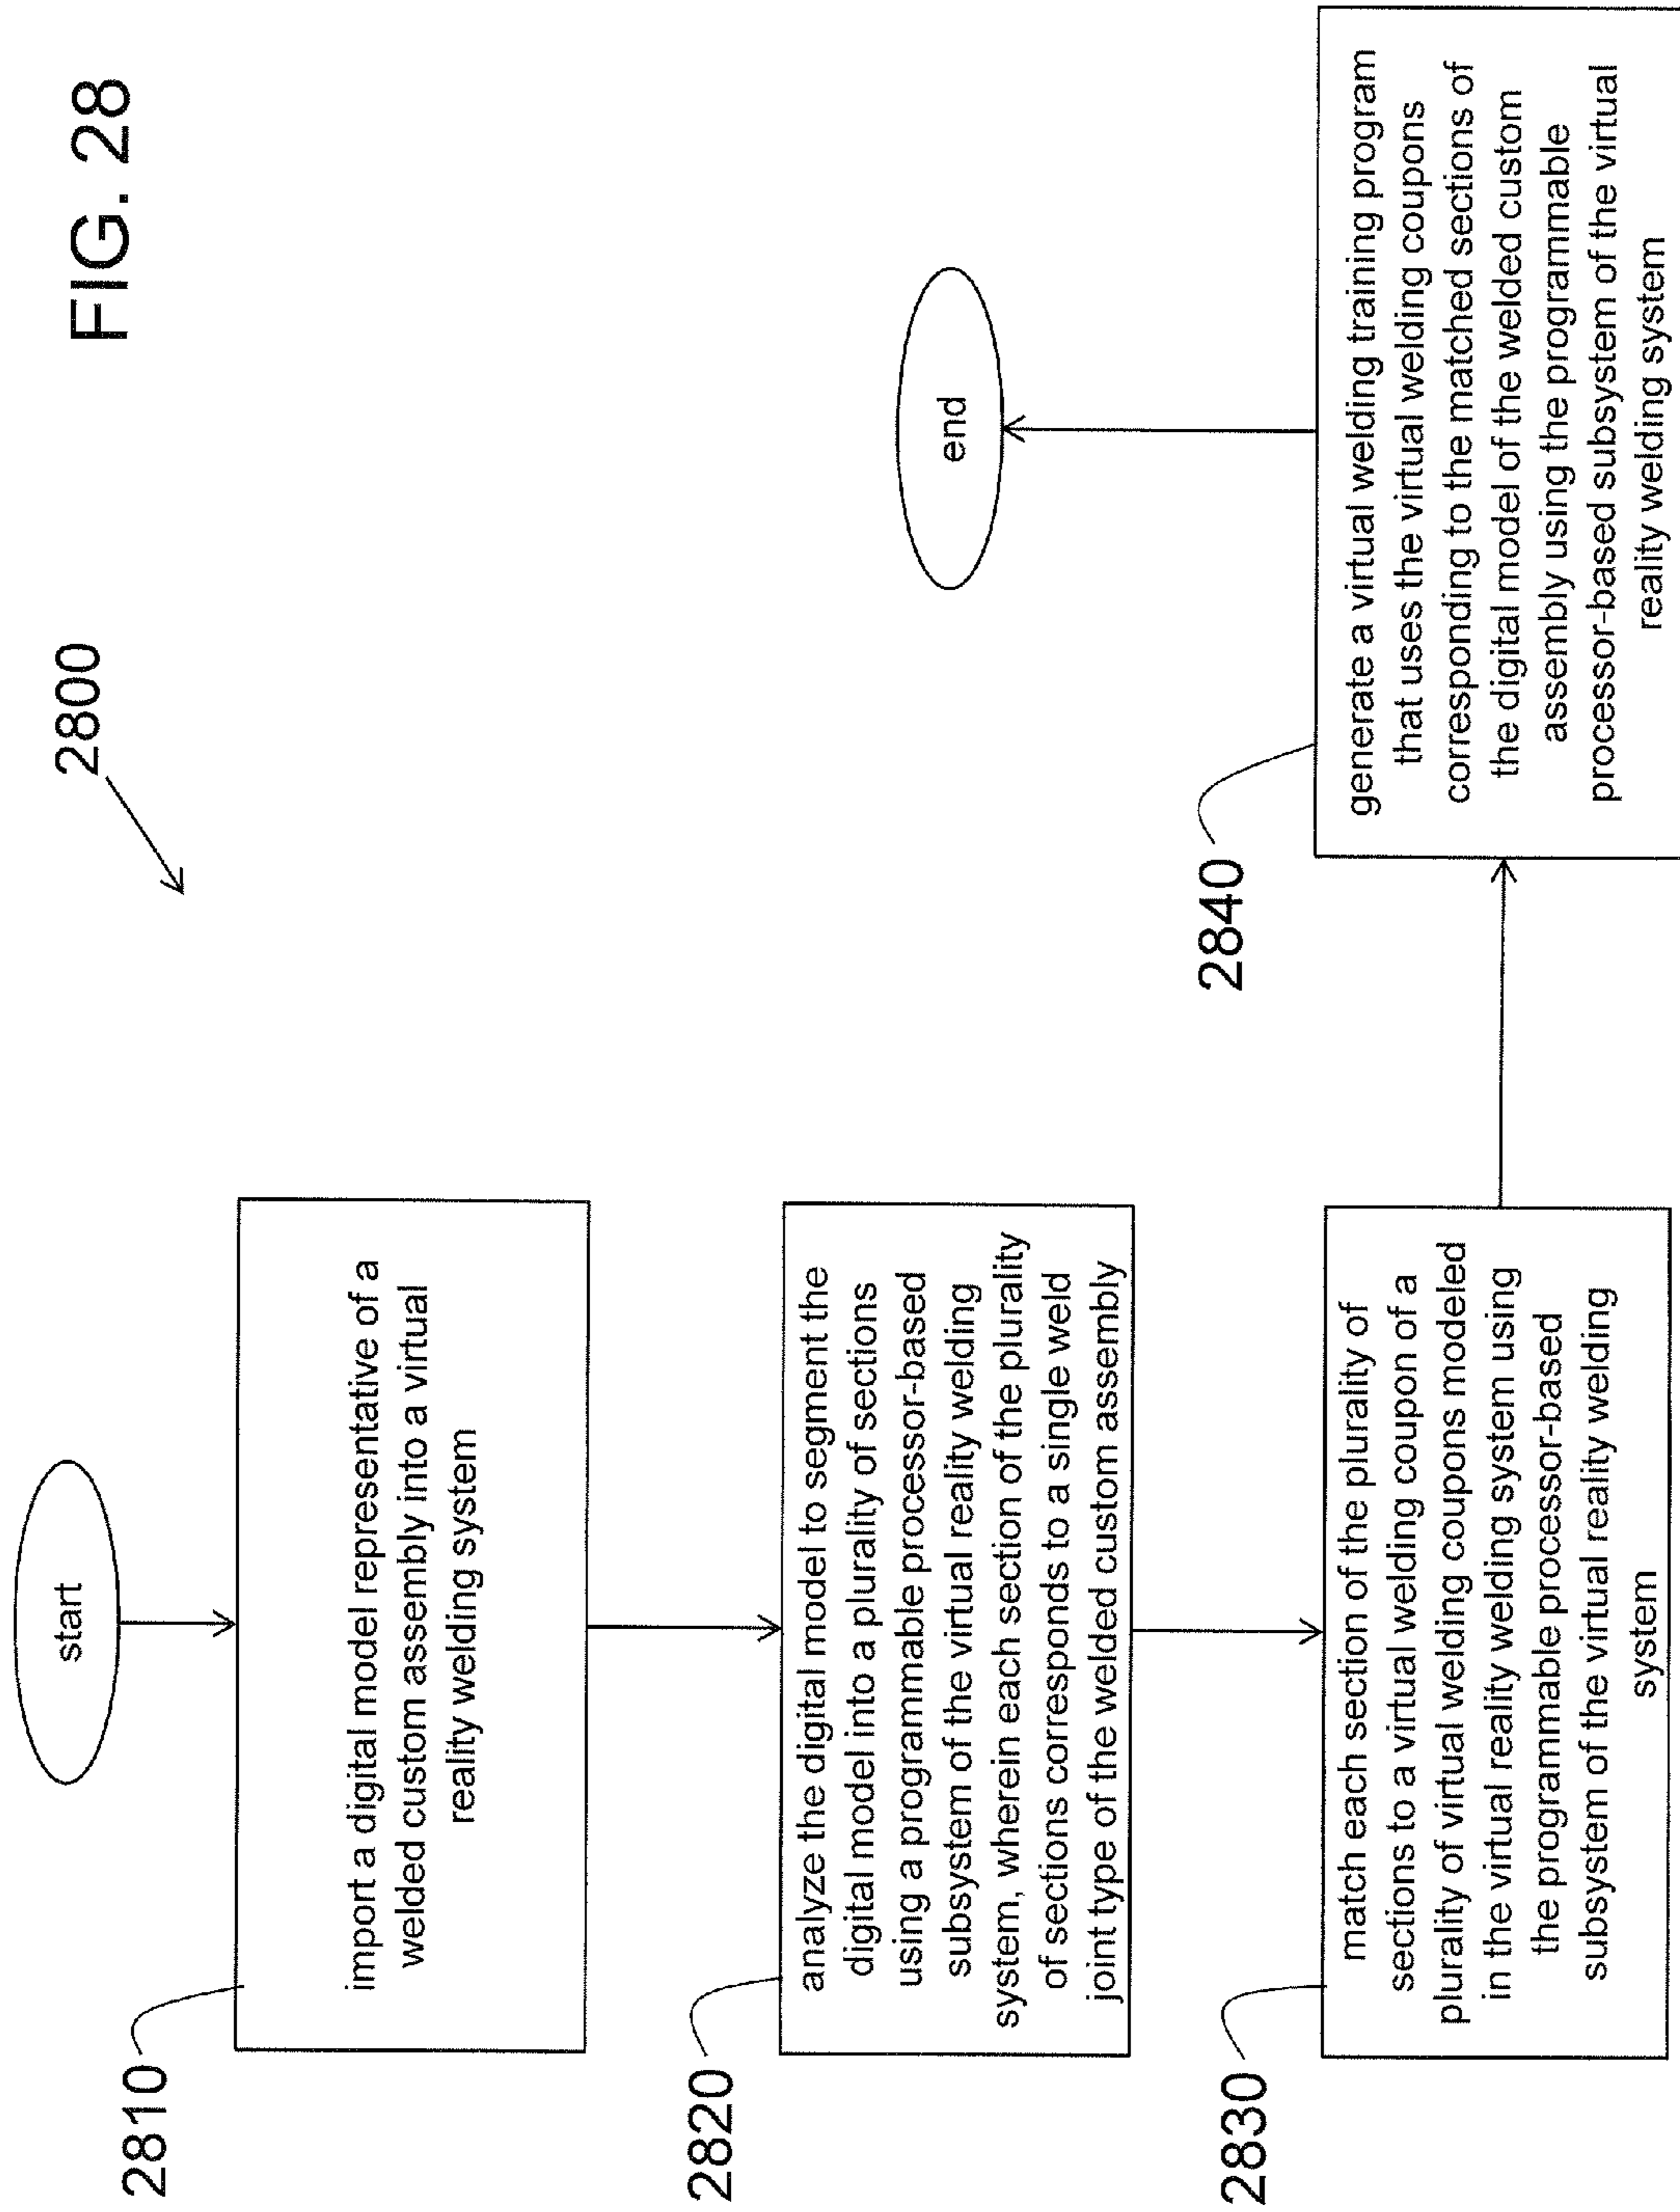 FIG. 28
2800
start
2810
import a digital model representative of a
welded custom assembly into a virtual
reality welding system
2820
analyze the digital model to segment the
digital model into a plurality of sections
using a programmable processor-based
subsystem of the virtual reality welding
system, wherein each section of the plurality
of sections corresponds to a single weld
joint type of the welded custom assembly
2830
match each section of the plurality of
sections to a virtual welding coupon of a
plurality of virtual welding coupons modeled
in the virtual reality welding system using
the programmable processor-based
subsystem of the virtual reality welding
system
2840
generate a virtual welding training program
that uses the virtual welding coupons
corresponding to the matched sections of
the digital model of the welded custom
assembly using the programmable
processor-based subsystem of the virtual
reality welding system
end